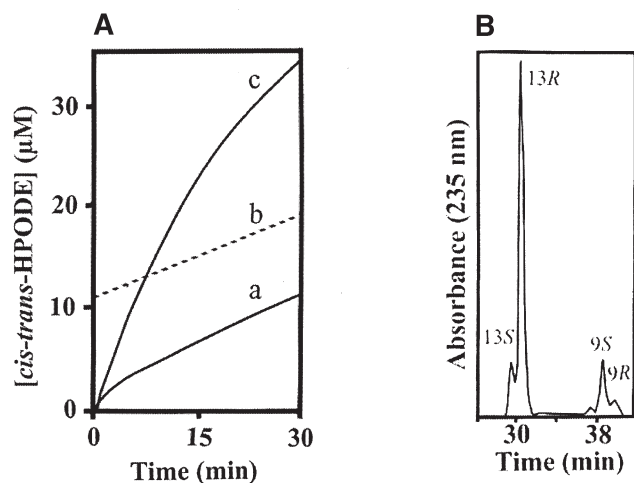 A
[cis-trans-HPODE] (µM)
30
20
10
0
c
b
a
0 15 30
Time (min)
B
Absorbance (235 nm)
13R
13S
9S
9R
30 38
Time (min)